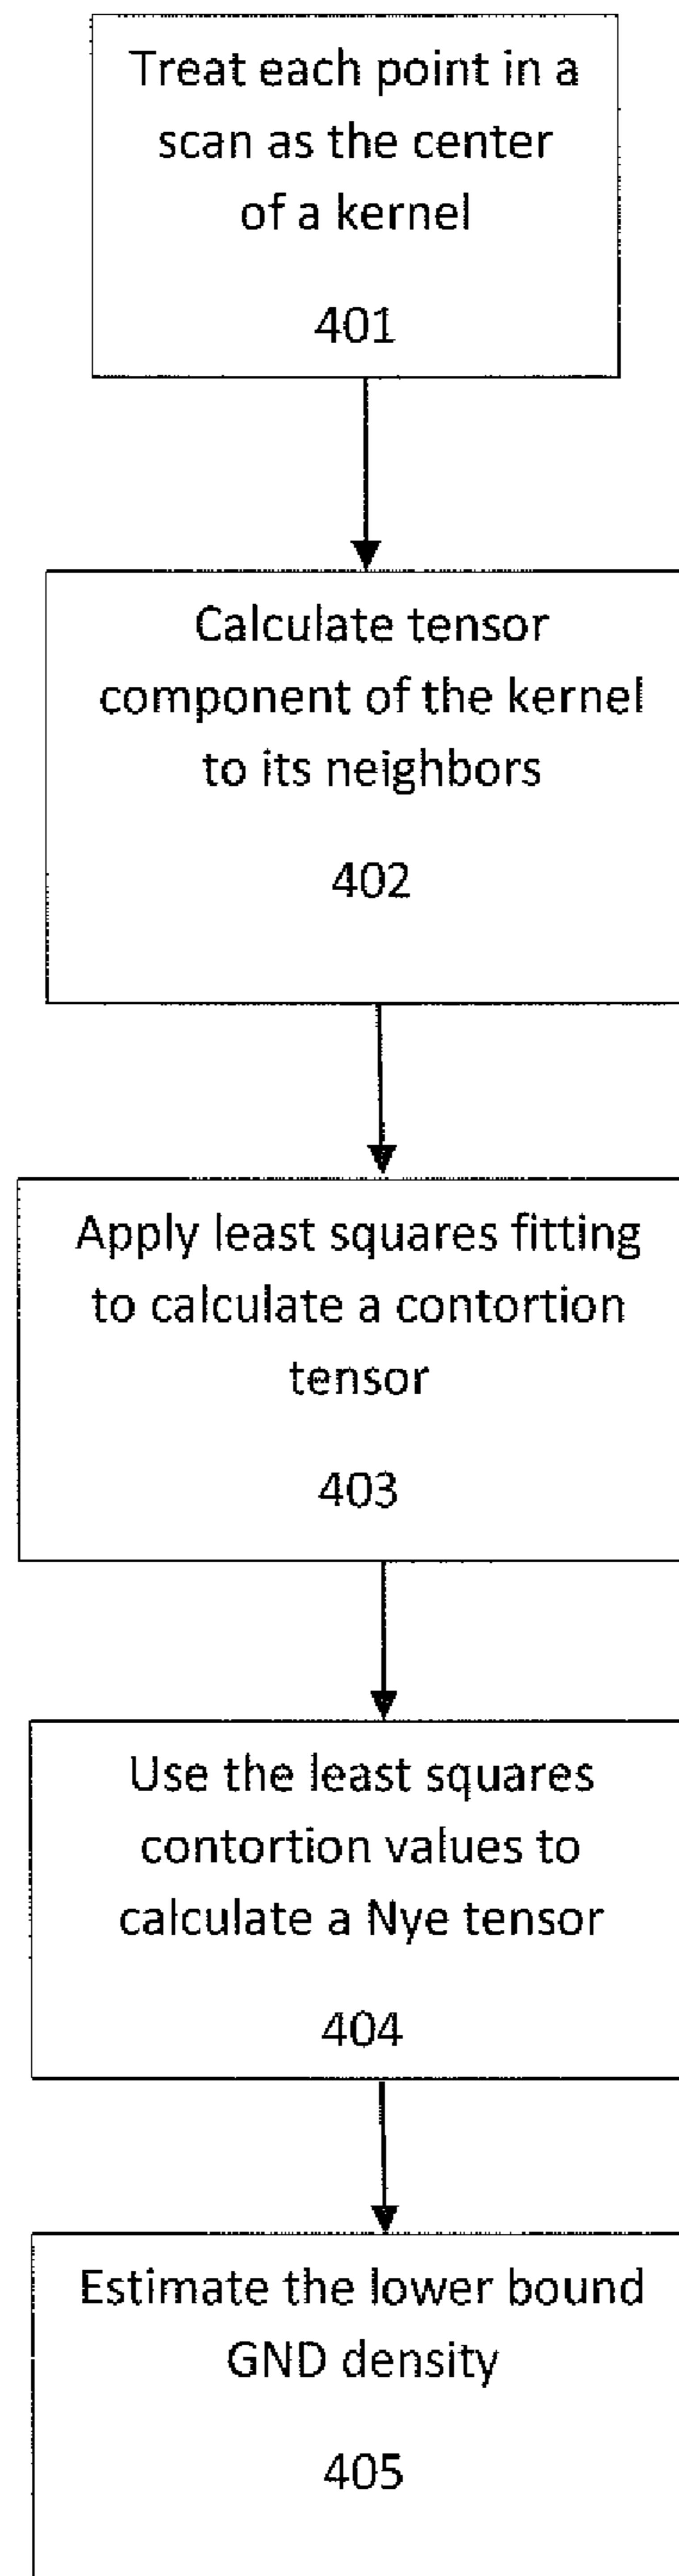 Treat each point in a
scan as the center
of a kernel
401
Calculate tensor
component of the kernel
to its neighbors
402
Apply least squares fitting
to calculate a contortion
tensor
403
Use the least squares
contortion values to
calculate a Nye tensor
404
Estimate the lower bound
GND density
405